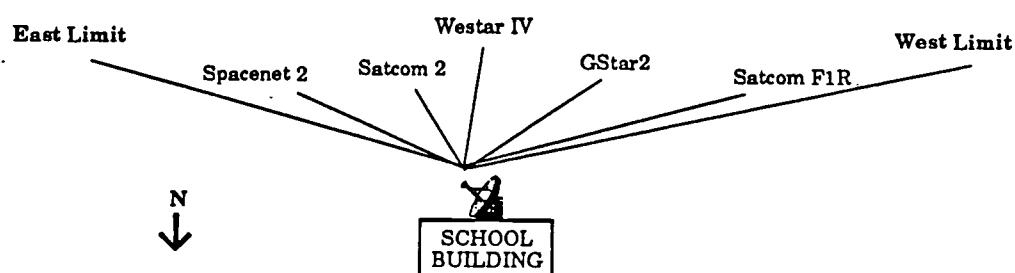 Westar IV
East Limit
West Limit
Spacenet 2
Satcom 2
GStar2
Satcom F1R
N
SCHOOL
BUILDING